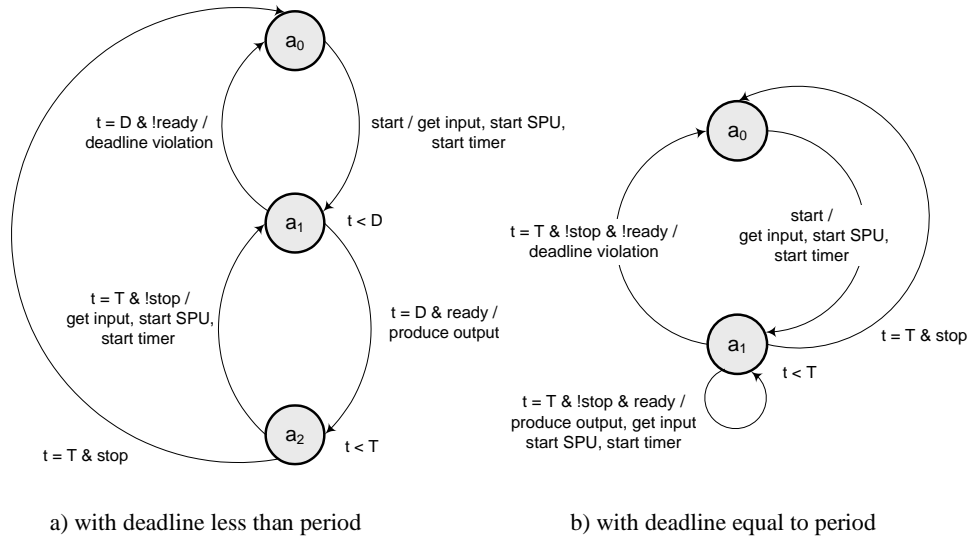 a0
t = D & !ready /
deadline violation
start / get input, start SPU,
start timer
a1
t < D
t = T & !stop /
get input, start SPU,
start timer
t = D & ready /
produce output
a2
t < T
t = T & stop
a) with deadline less than period
a0
t = T & !stop & !ready /
deadline violation
start /
get input, start SPU,
start timer
a1
t = T & stop
t < T
t = T & !stop & ready /
produce output, get input
start SPU, start timer
b) with deadline equal to period